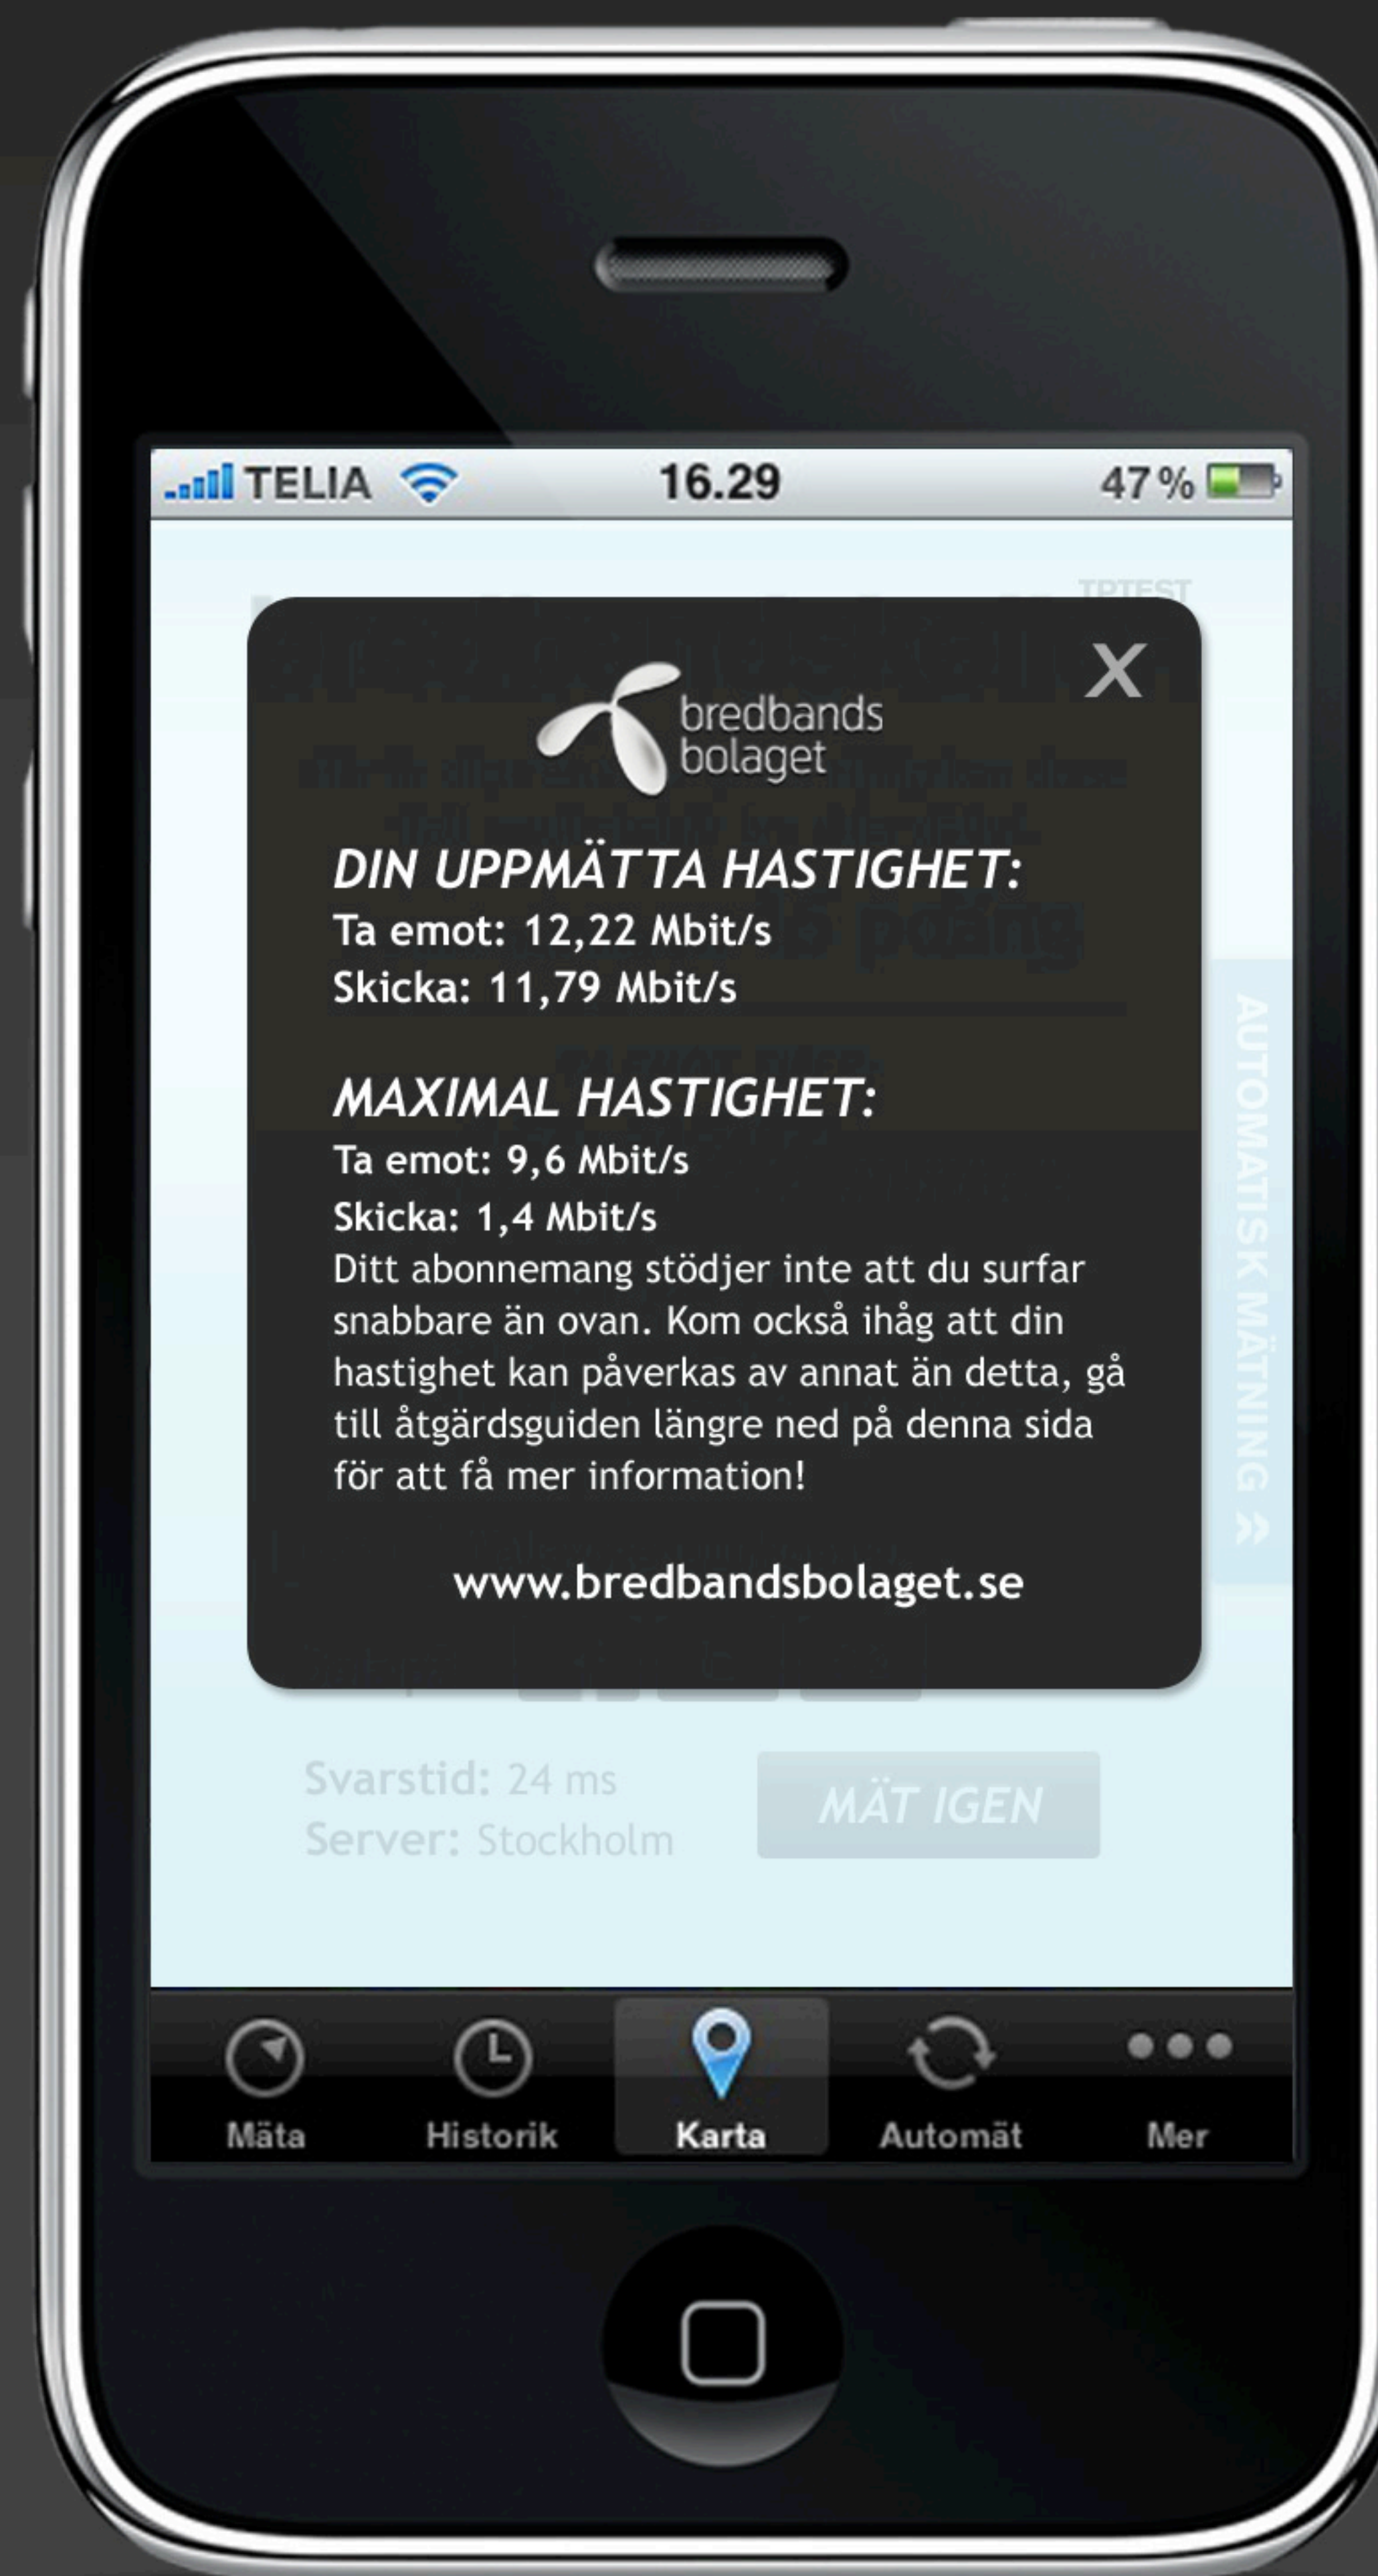 TELIA
16.29
47%
TPTEST
X
bredbands
bolaget
DIN UPPMÄTTA HASTIGHET:
Ta emot: 12,22 Mbit/s
Skicka: 11,79 Mbit/s
MAXIMAL HASTIGHET:
Ta emot: 9,6 Mbit/s
Skicka: 1,4 Mbit/s
Ditt abonnemang stödjer inte att du surfar
snabbare än ovan. Kom också ihåg att din
hastighet kan påverkas av annat än detta, gå
till åtgärdsguiden längre ned på denna sida
för att få mer information!
www.bredbandsbolaget.se
AUTOMATISK MÄTNING
Svarstid: 24 ms
MÄT IGEN
Server: Stockholm
Mäta
Historik
Karta
Automät
Mer